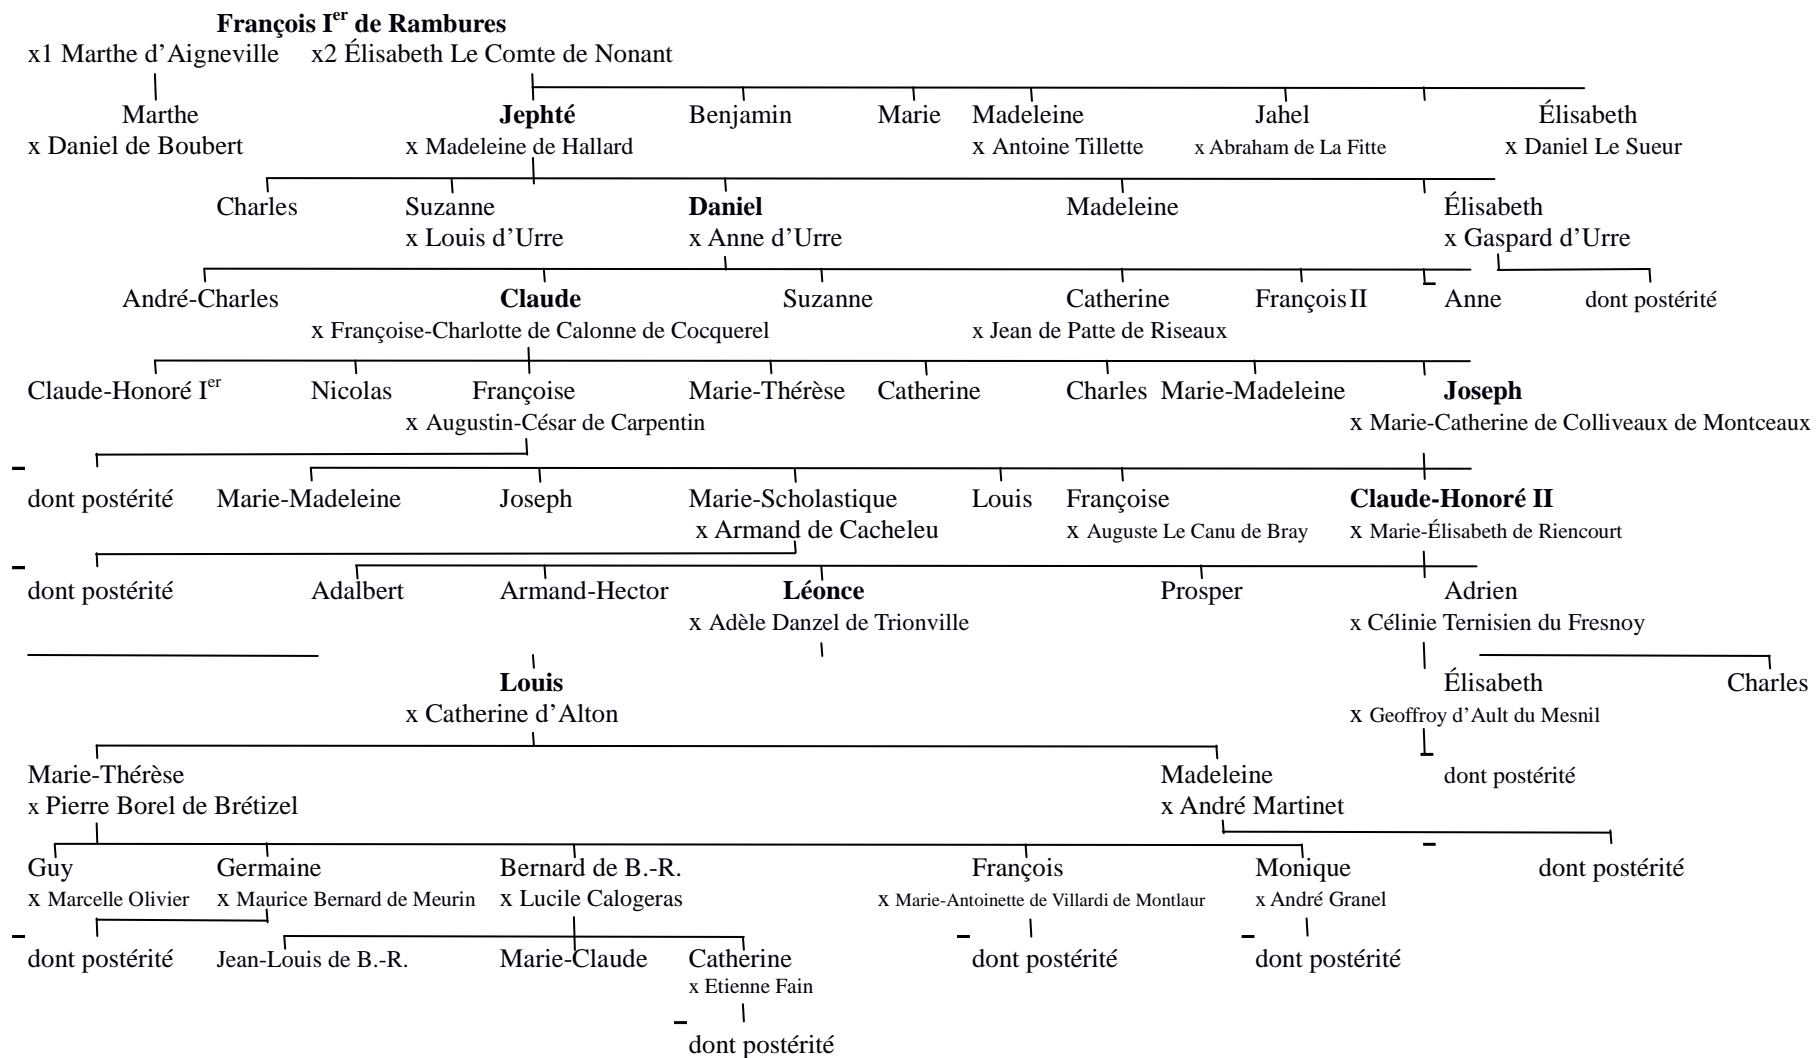 François Ier de Rambures
x1 Marthe d’Aigneville x2 Élisabeth Le Comte de Nonant
Marthe Jephté Benjamin Marie Madeleine Jahel Élisabeth
x Daniel de Boubert x Madeleine de Hallard x Antoine Tillette x Abraham de La Fitte x Daniel Le Sueur
Charles Suzanne Daniel Madeleine Élisabeth
x Louis d’Urre x Anne d’Urre x Gaspard d’Urre
André-Charles Claude Suzanne Catherine François II Anne dont postérité
x Françoise-Charlotte de Calonne de Cocquerel x Jean de Patte de Riseaux
Claude-Honoré Ier Nicolas Françoise Marie-Thérèse Catherine Charles Marie-Madeleine Joseph
x Augustin-César de Carpentin x Marie-Catherine de Colliveaux de Montceaux
dont postérité Marie-Madeleine Joseph Marie-Scholastique Louis Françoise Claude-Honoré II
x Armand de Cacheleu x Auguste Le Canu de Bray x Marie-Élisabeth de Riencourt
dont postérité Adalbert Armand-Hector Léonce Prosper Adrien
x Adèle Danzel de Trionville x Célinie Ternisien du Fresnoy
Louis Élisabeth Charles
x Catherine d’Alton x Geoffroy d’Ault du Mesnil
Marie-Thérèse Madeleine dont postérité
x Pierre Borel de Brétizel x André Martinet
Guy Germaine Bernard de B.-R. François Monique dont postérité
x Marcelle Olivier x Maurice Bernard de Meurin x Lucile Calogeras x Marie-Antoinette de Villardi de Montlaur x André Granel
dont postérité Jean-Louis de B.-R. Marie-Claude Catherine dont postérité dont postérité
x Etienne Fain
dont postérité